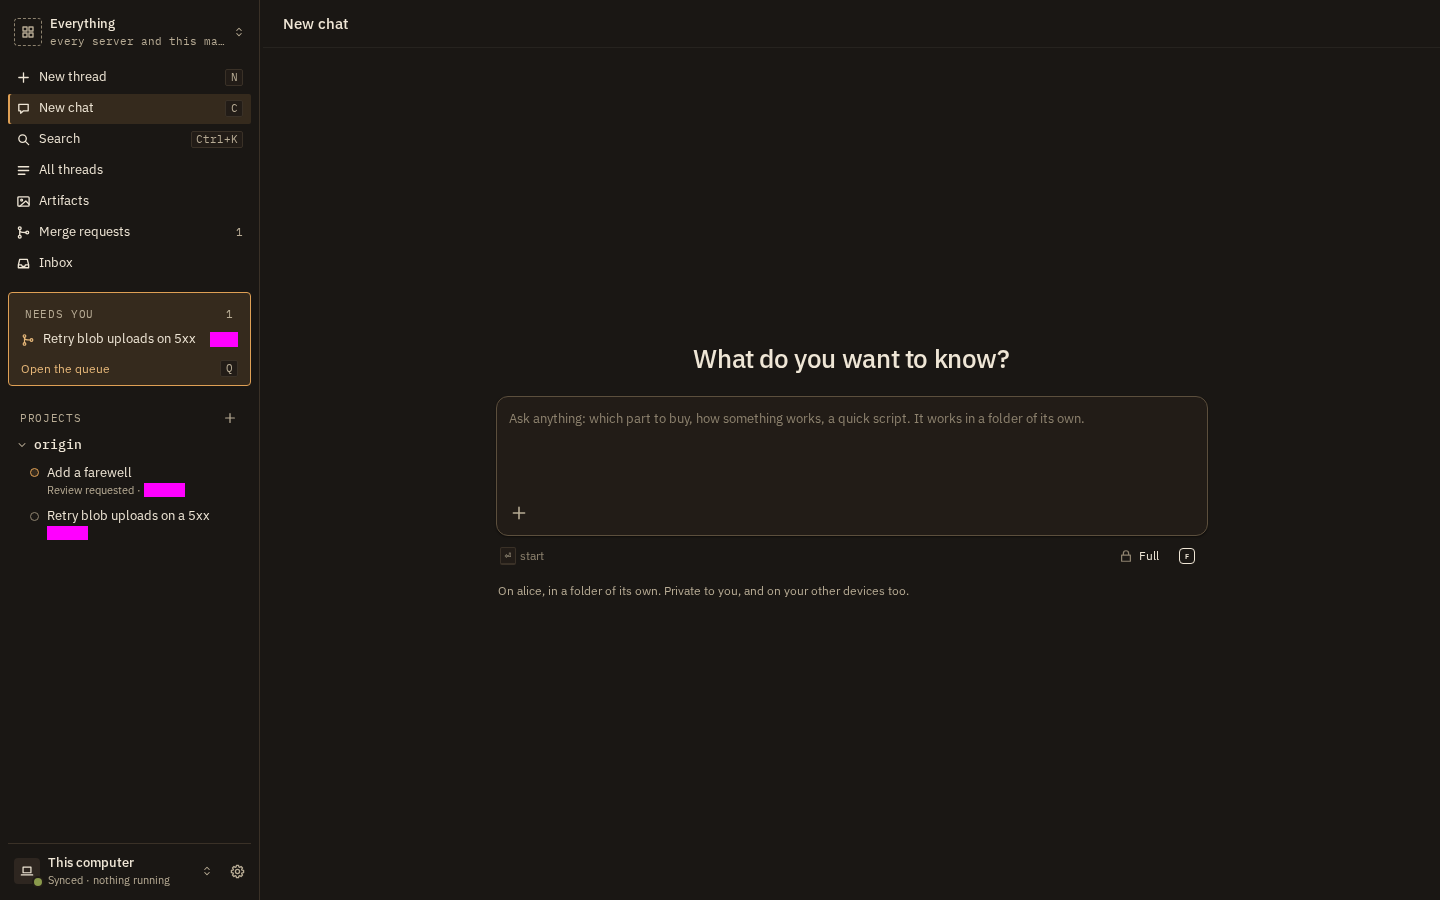 Everything
every server and this ma…
New thread N
New chat C
Search Ctrl+K
All threads
Artifacts
Merge requests 1
Inbox
NEEDS YOU 1
Retry blob uploads on 5xx
Open the queue Q
PROJECTS
origin
Add a farewell
Review requested ·
Retry blob uploads on a 5xx
This computer
Synced · nothing running
New chat
What do you want to know?
Ask anything: which part to buy, how something works, a quick script. It works in a folder of its own.
⏎ start
Full F
On alice, in a folder of its own. Private to you, and on your other devices too.